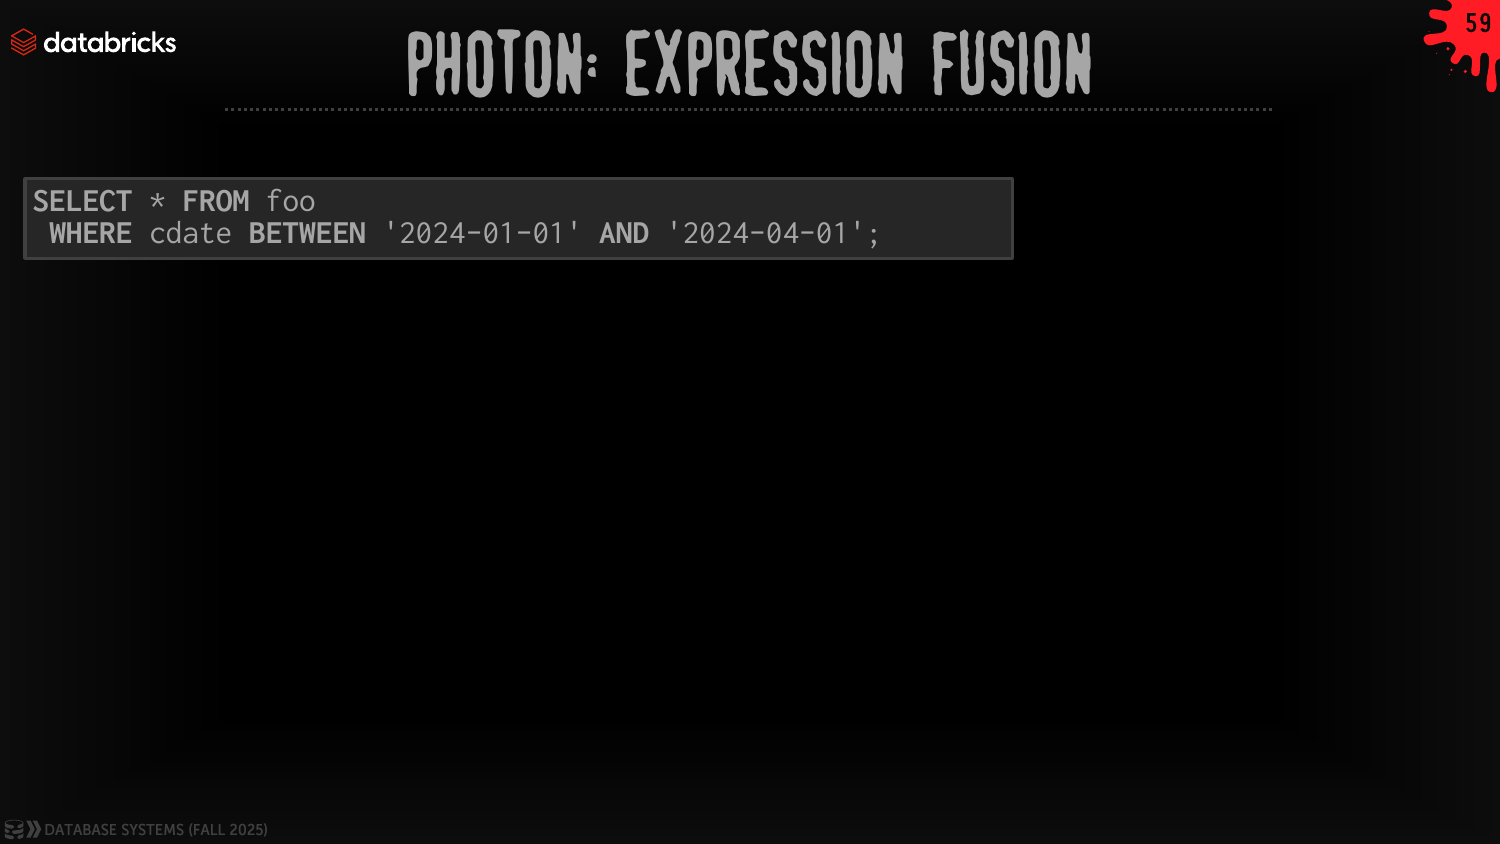 databricks
PHOTON: EXPRESSION FUSION
59
SELECT * FROM foo
WHERE cdate BETWEEN '2024-01-01' AND '2024-04-01';
DATABASE SYSTEMS (FALL 2025)